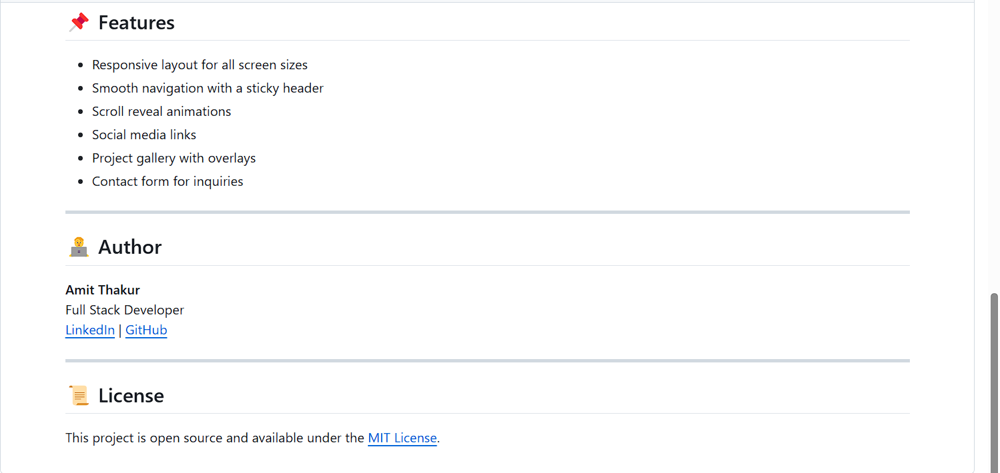 📌 Features
• Responsive layout for all screen sizes
• Smooth navigation with a sticky header
• Scroll reveal animations
• Social media links
• Project gallery with overlays
• Contact form for inquiries
🧑‍💻 Author
Amit Thakur
Full Stack Developer
LinkedIn | GitHub
📜 License
This project is open source and available under the MIT License.